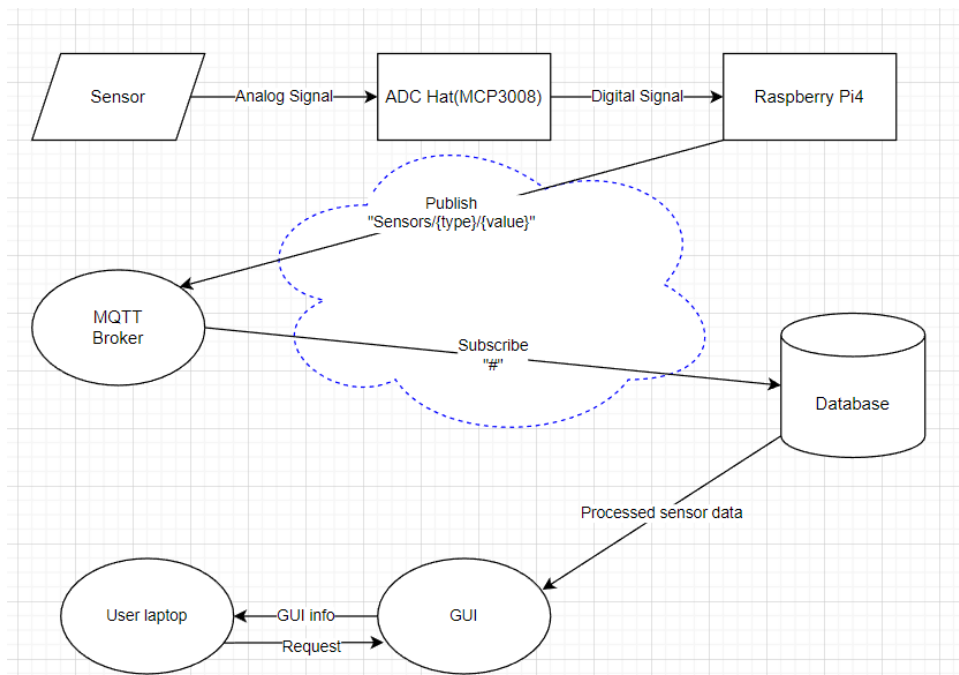 Sensor
Analog Signal
ADC Hat(MCP3008)
Digital Signal
Raspberry Pi4
Publish
"Sensors/{type}/{value}"
MQTT
Broker
Subscribe
"#"
Database
Processed sensor data
User laptop
GUI info
Request
GUI